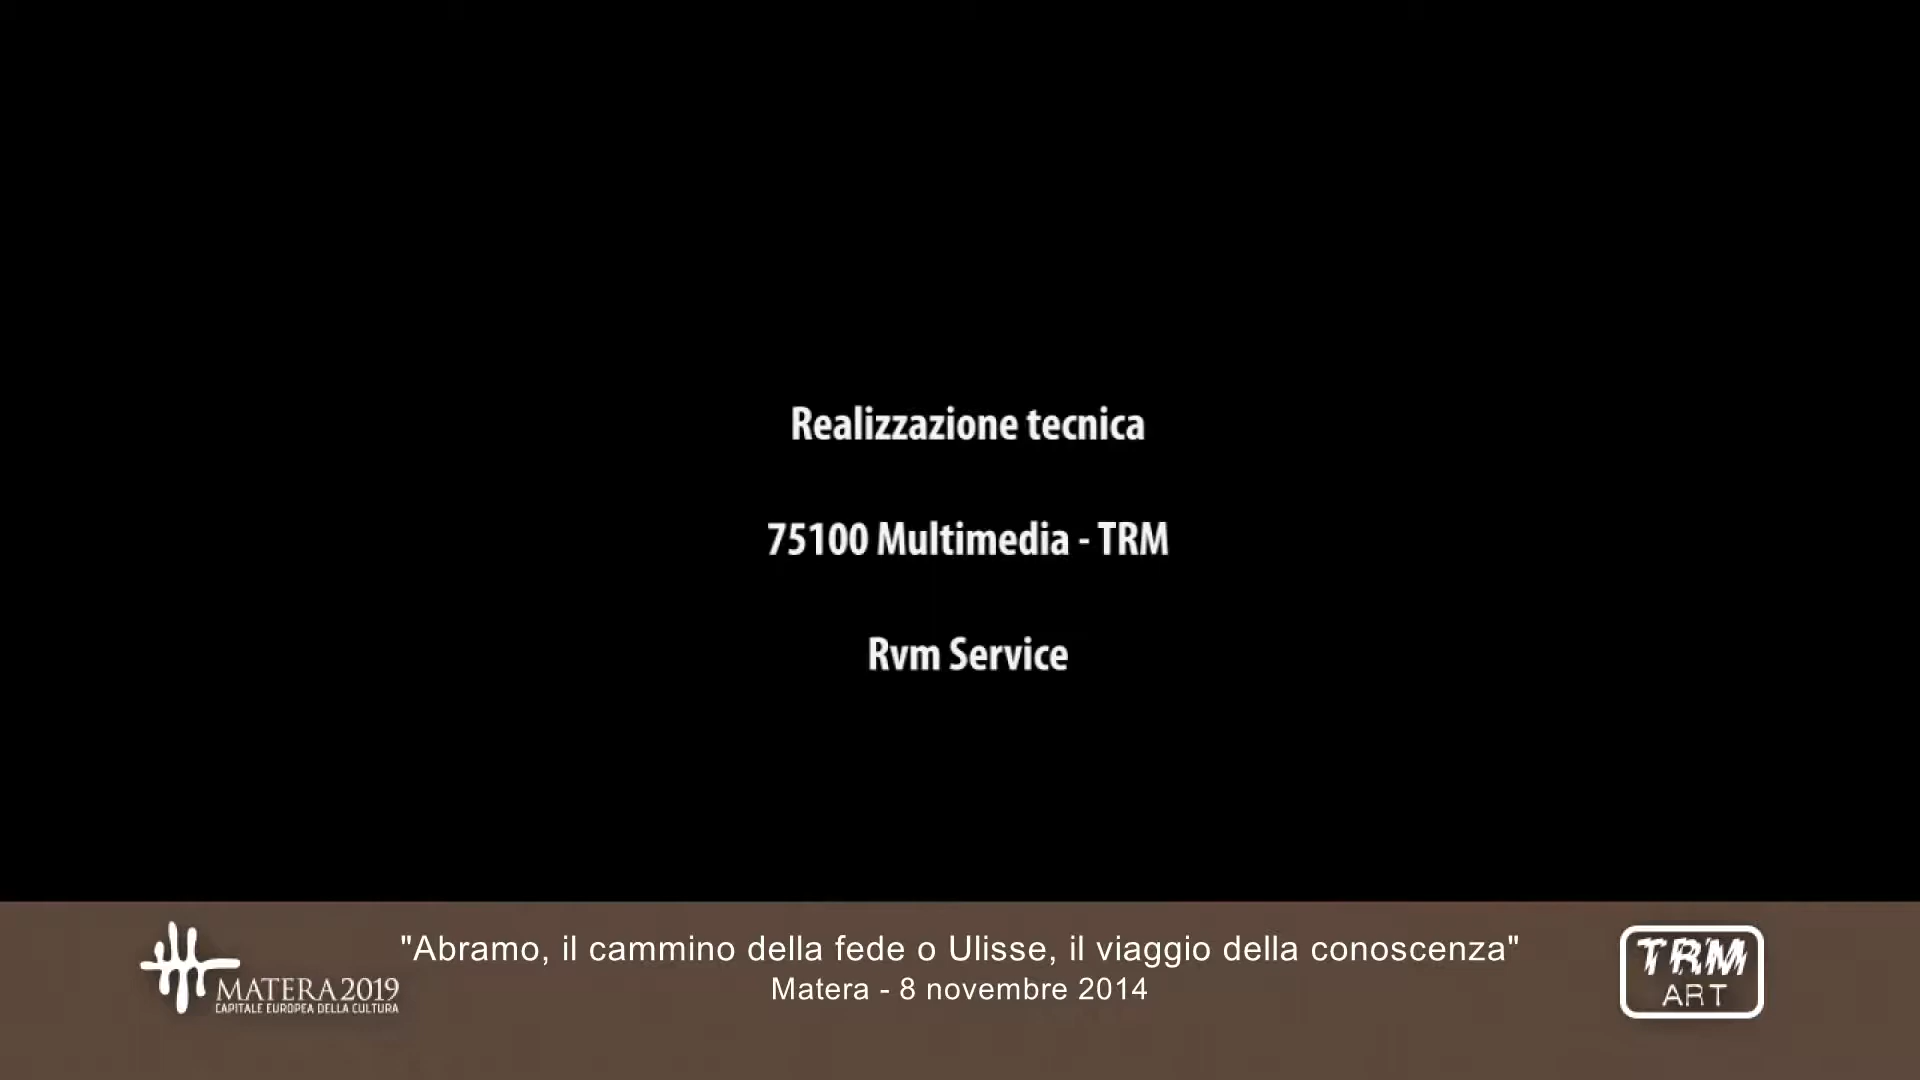 Realizzazione tecnica
75100 Multimedia - TRM
Rvm Service
"Abramo, il cammino della fede o Ulisse, il viaggio della conoscenza"
Matera - 8 novembre 2014
MATERA 2019
CAPITALE EUROPEA DELLA CULTURA
TRM
ART